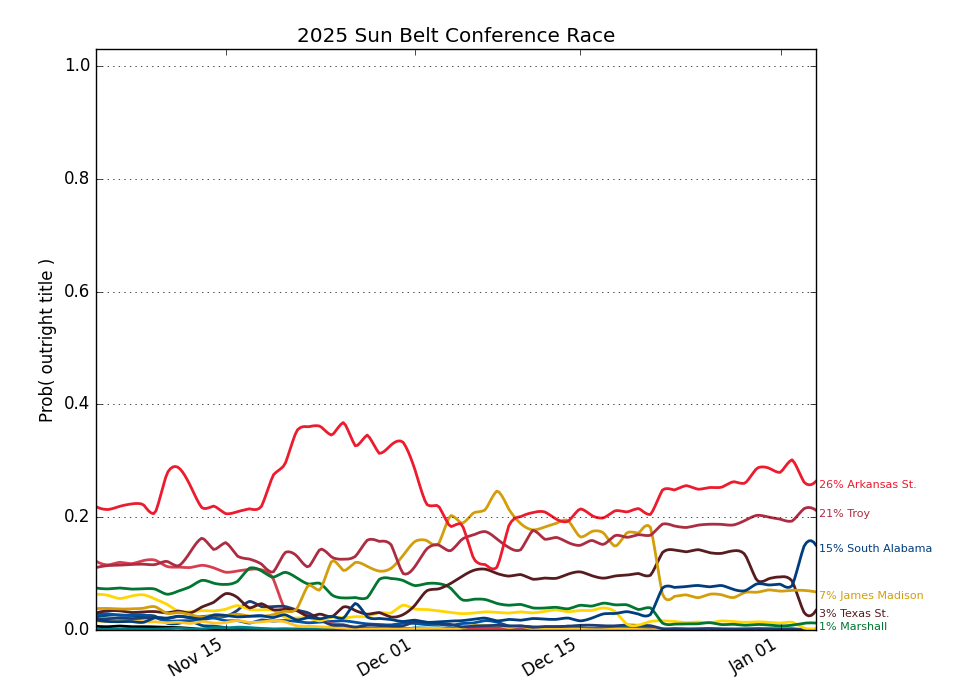 2025 Sun Belt Conference Race
Prob( outright title )
1.0
0.8
0.6
0.4
0.2
0.0
Nov 15
Dec 01
Dec 15
Jan 01
26% Arkansas St.
21% Troy
15% South Alabama
7% James Madison
3% Texas St.
1% Marshall